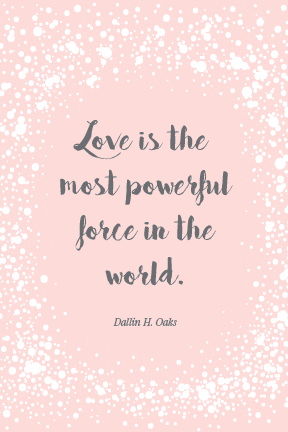 Love is the
most powerful
force in the
world.
Dallin H. Oaks